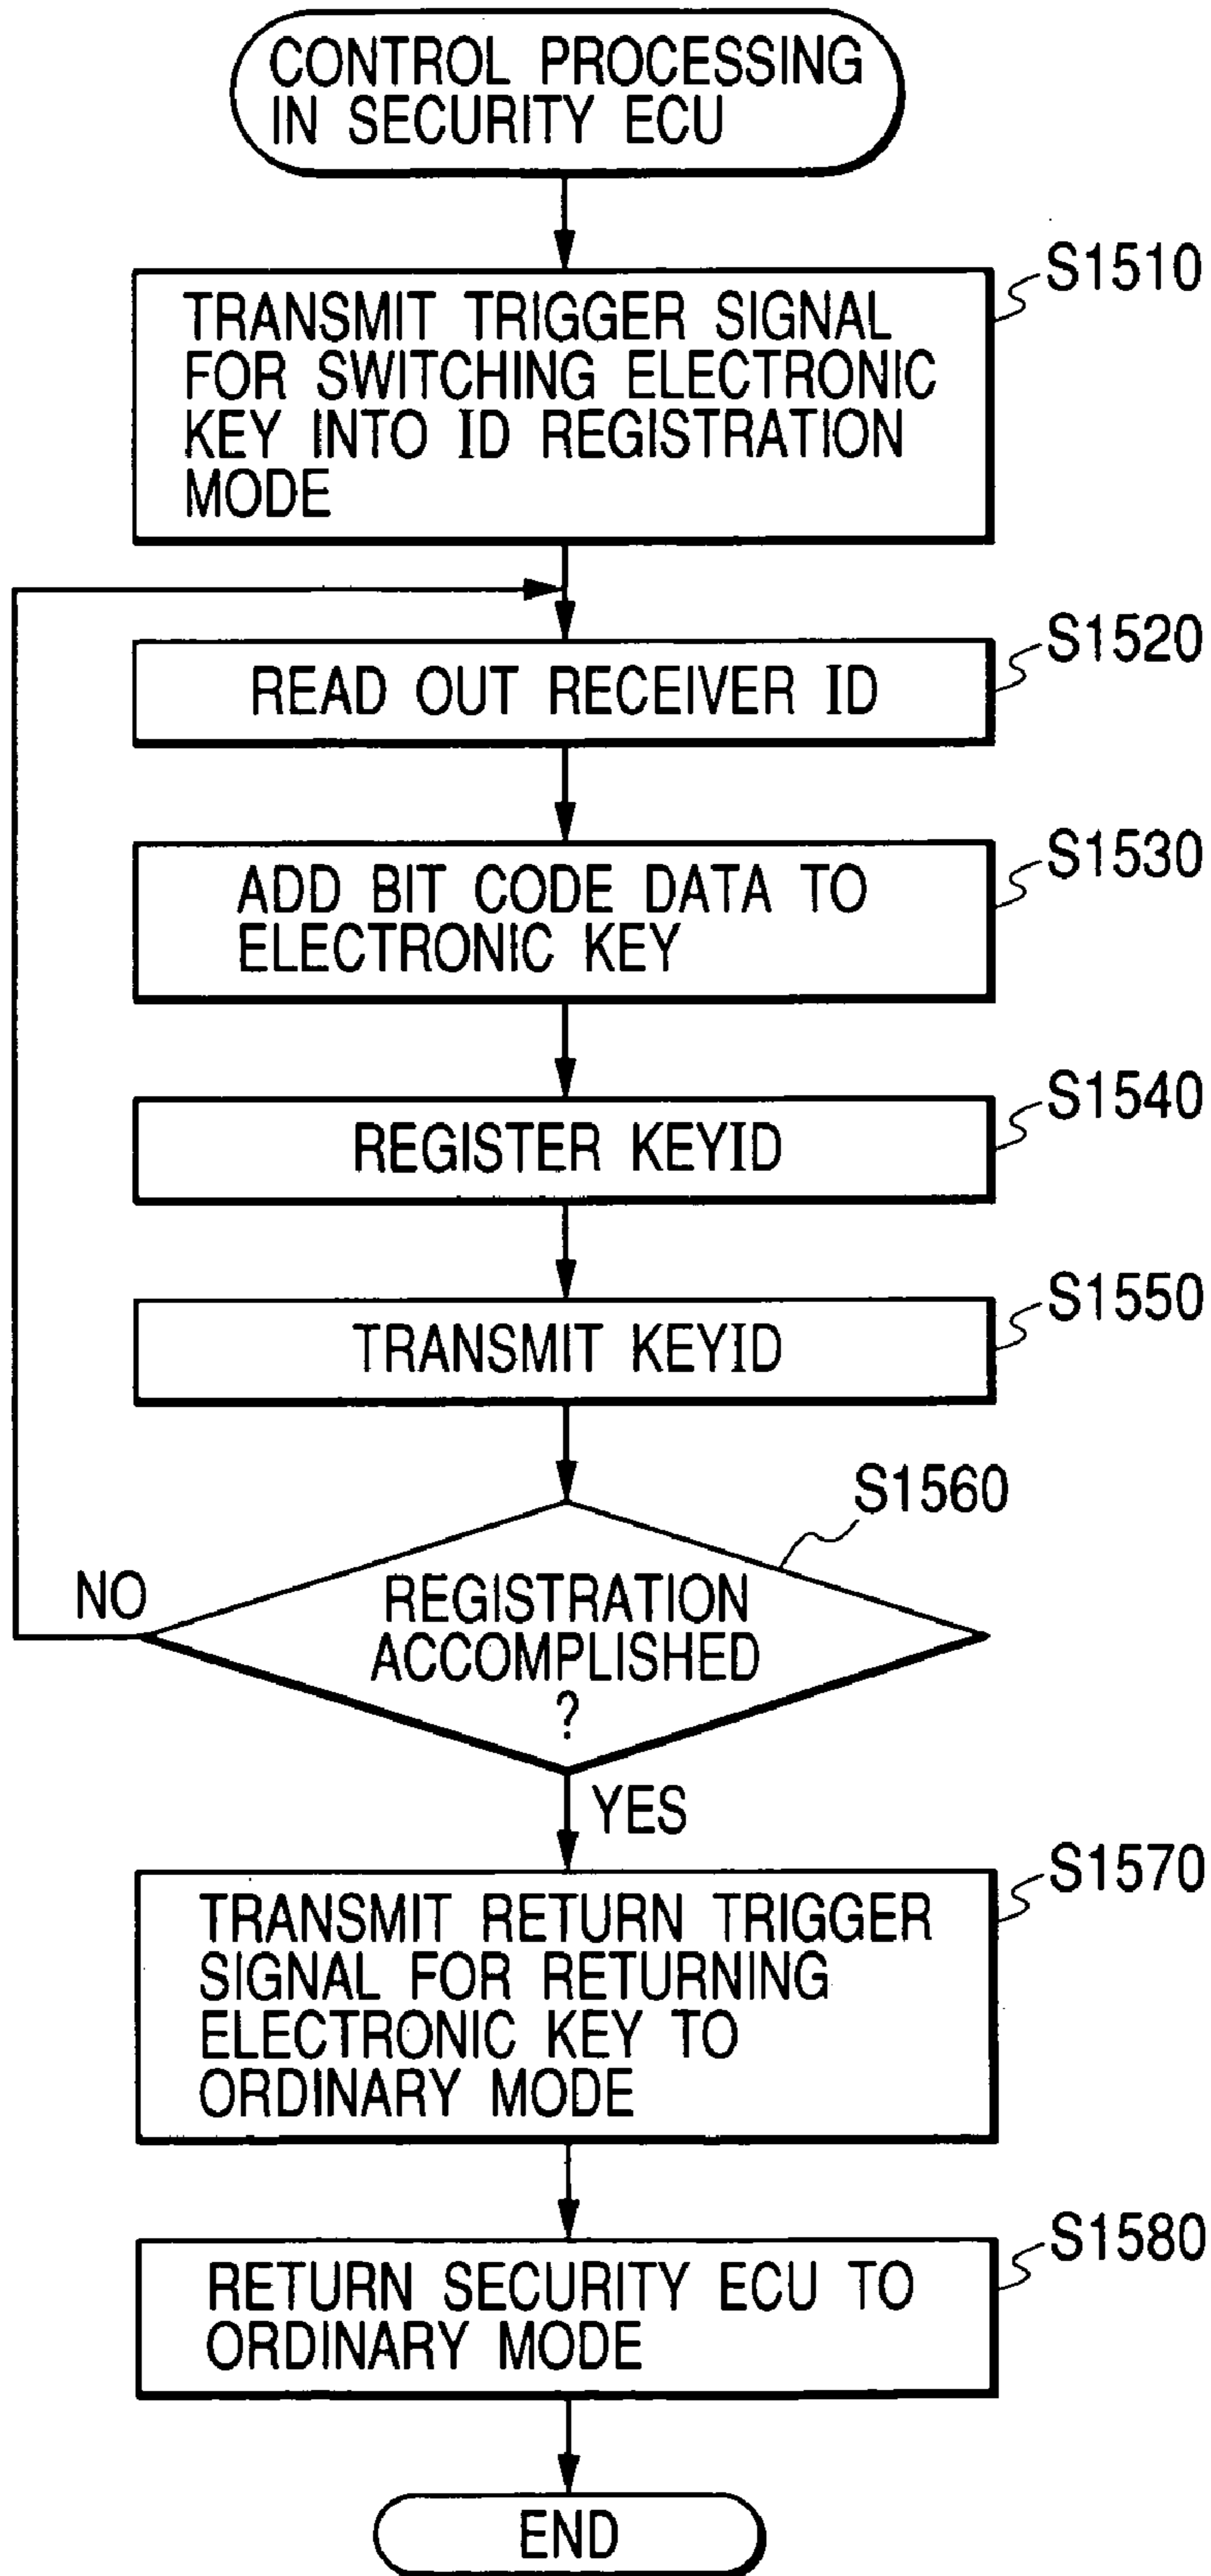 CONTROL PROCESSING
IN SECURITY ECU
S1510
TRANSMIT TRIGGER SIGNAL
FOR SWITCHING ELECTRONIC
KEY INTO ID REGISTRATION
MODE
S1520
READ OUT RECEIVER ID
S1530
ADD BIT CODE DATA TO
ELECTRONIC KEY
S1540
REGISTER KEYID
S1550
TRANSMIT KEYID
S1560
REGISTRATION
ACCOMPLISHED
?
NO
YES
S1570
TRANSMIT RETURN TRIGGER
SIGNAL FOR RETURNING
ELECTRONIC KEY TO
ORDINARY MODE
S1580
RETURN SECURITY ECU TO
ORDINARY MODE
END